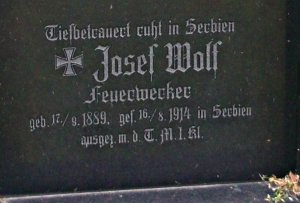 Tiefbetrauert ruht in Serbien
Josef Wolf
Feuerwerker
geb. 17./9. 1889, gef. 16./8. 1914 in Serbien
ausgez. m. d. T. M. I. Kl.